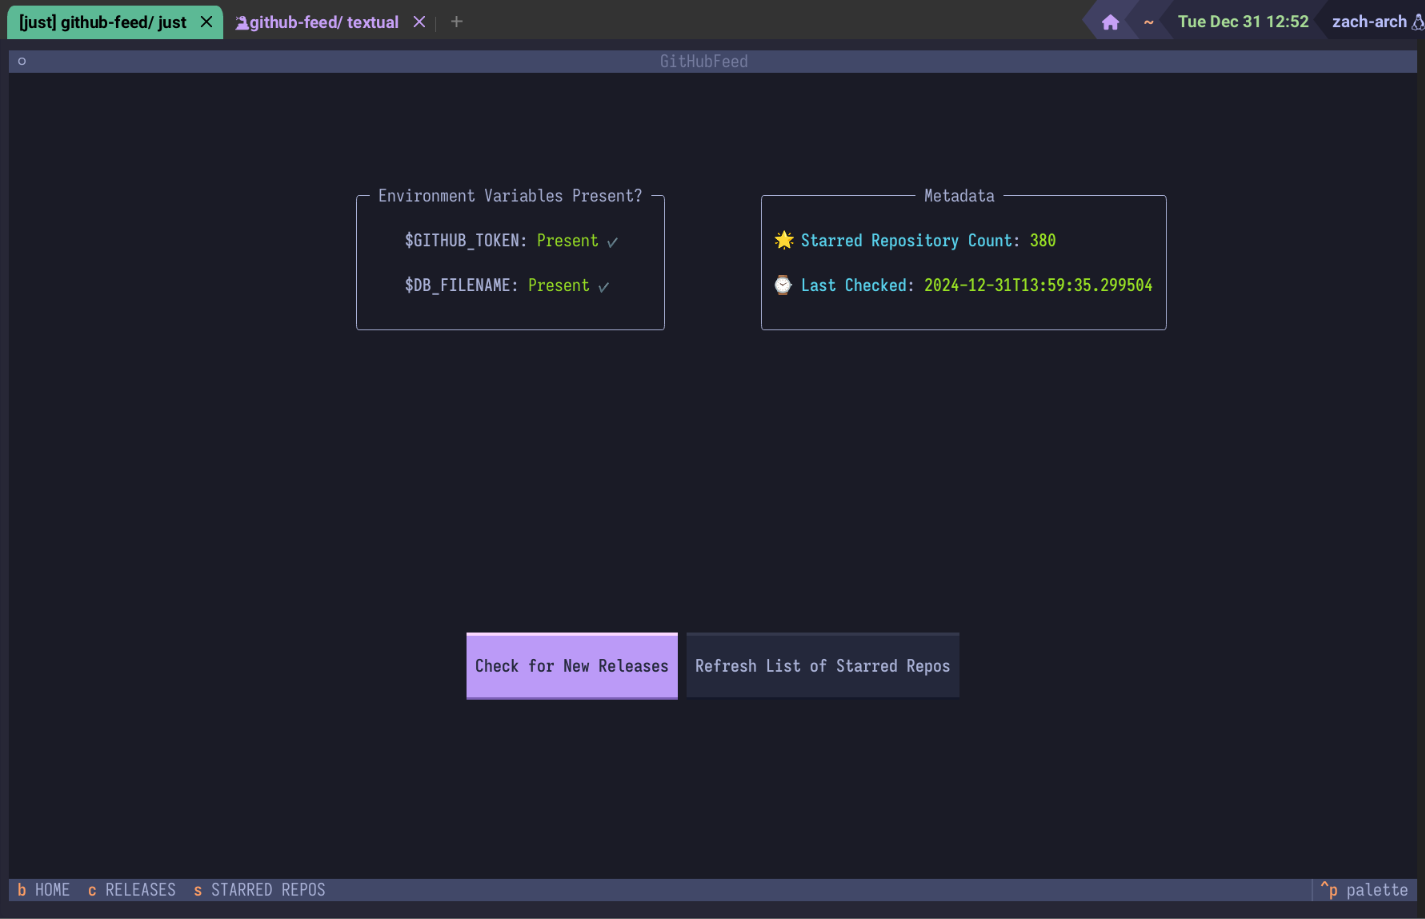 [just] github-feed/ just
github-feed/ textual
~ Tue Dec 31 12:52 zach-arch
GitHubFeed
Environment Variables Present?
$GITHUB_TOKEN: Present ✓
$DB_FILENAME: Present ✓
Metadata
🌟 Starred Repository Count: 380
⌚ Last Checked: 2024-12-31T13:59:35.299504
Check for New Releases
Refresh List of Starred Repos
b HOME c RELEASES s STARRED REPOS
^p palette